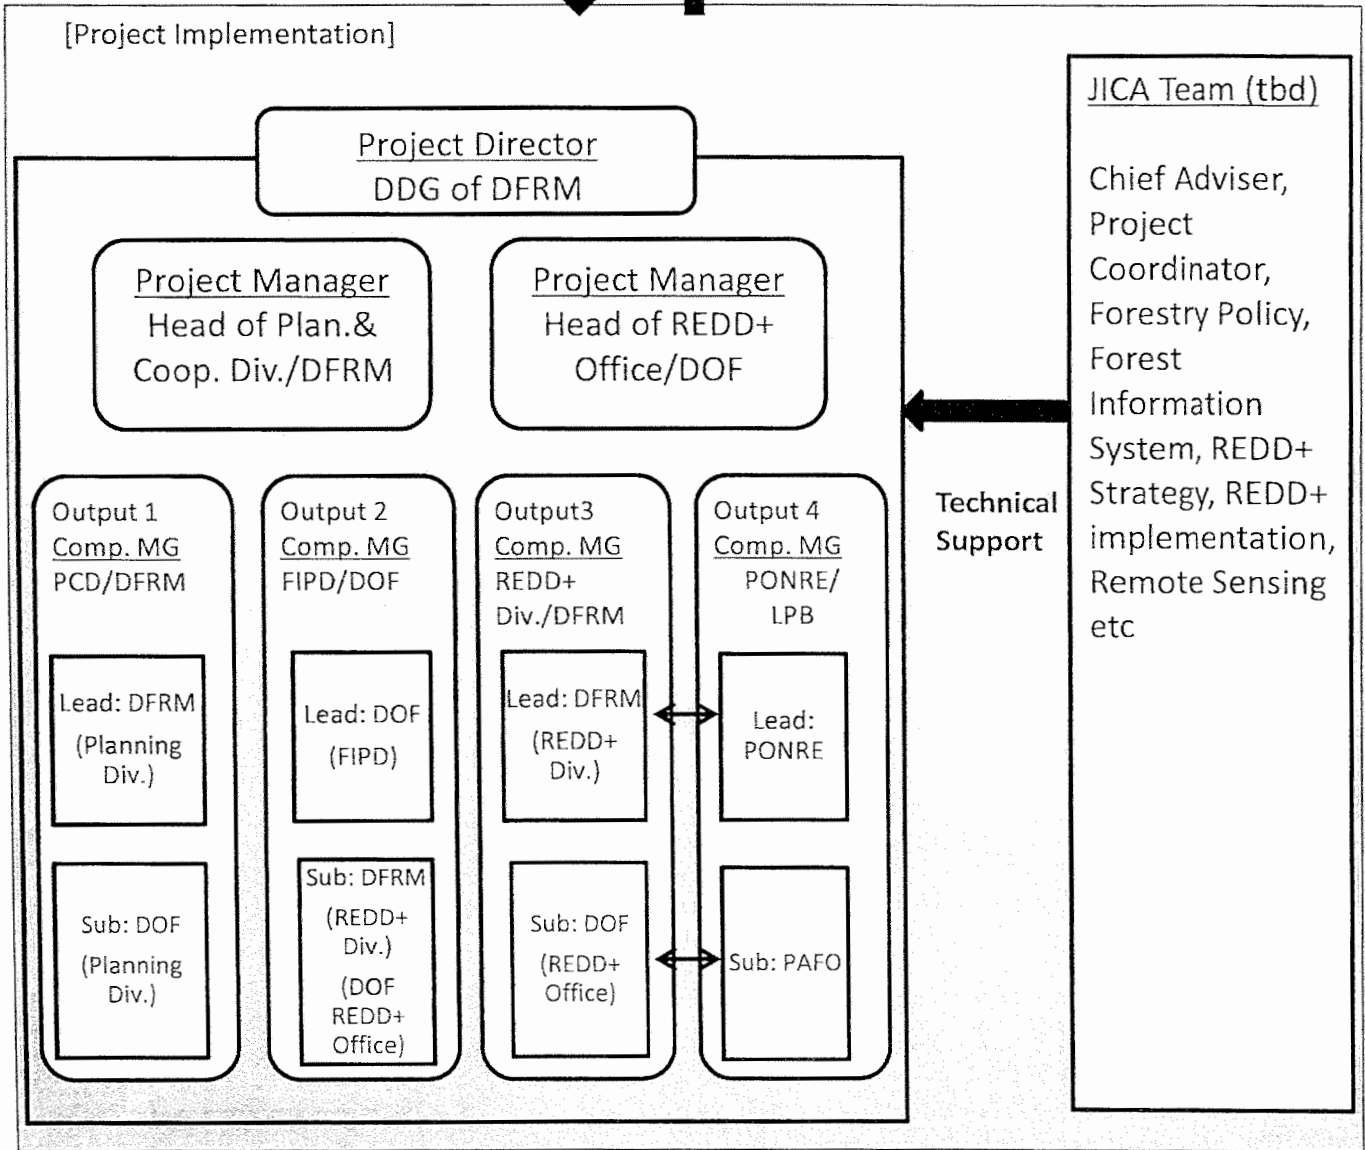 [Project Implementation]
Project Director
DDG of DFRM
Project Manager
Head of Plan.&
Coop. Div./DFRM
Project Manager
Head of REDD+
Office/DOF
Output 1
Comp. MG
PCD/DFRM
Lead: DFRM
(Planning
Div.)
Sub: DOF
(Planning
Div.)
Output 2
Comp. MG
FIPD/DOF
Lead: DOF
(FIPD)
Sub: DFRM
(REDD+
Div.)
(DOF
REDD+
Office)
Output3
Comp. MG
REDD+
Div./DFRM
Lead: DFRM
(REDD+
Div.)
Sub: DOF
(REDD+
Office)
Output 4
Comp. MG
PONRE/
LPB
Lead:
PONRE
Sub: PAFO
Technical
Support
JICA Team (tbd)
Chief Adviser,
Project
Coordinator,
Forestry Policy,
Forest
Information
System, REDD+
Strategy, REDD+
implementation,
Remote Sensing
etc